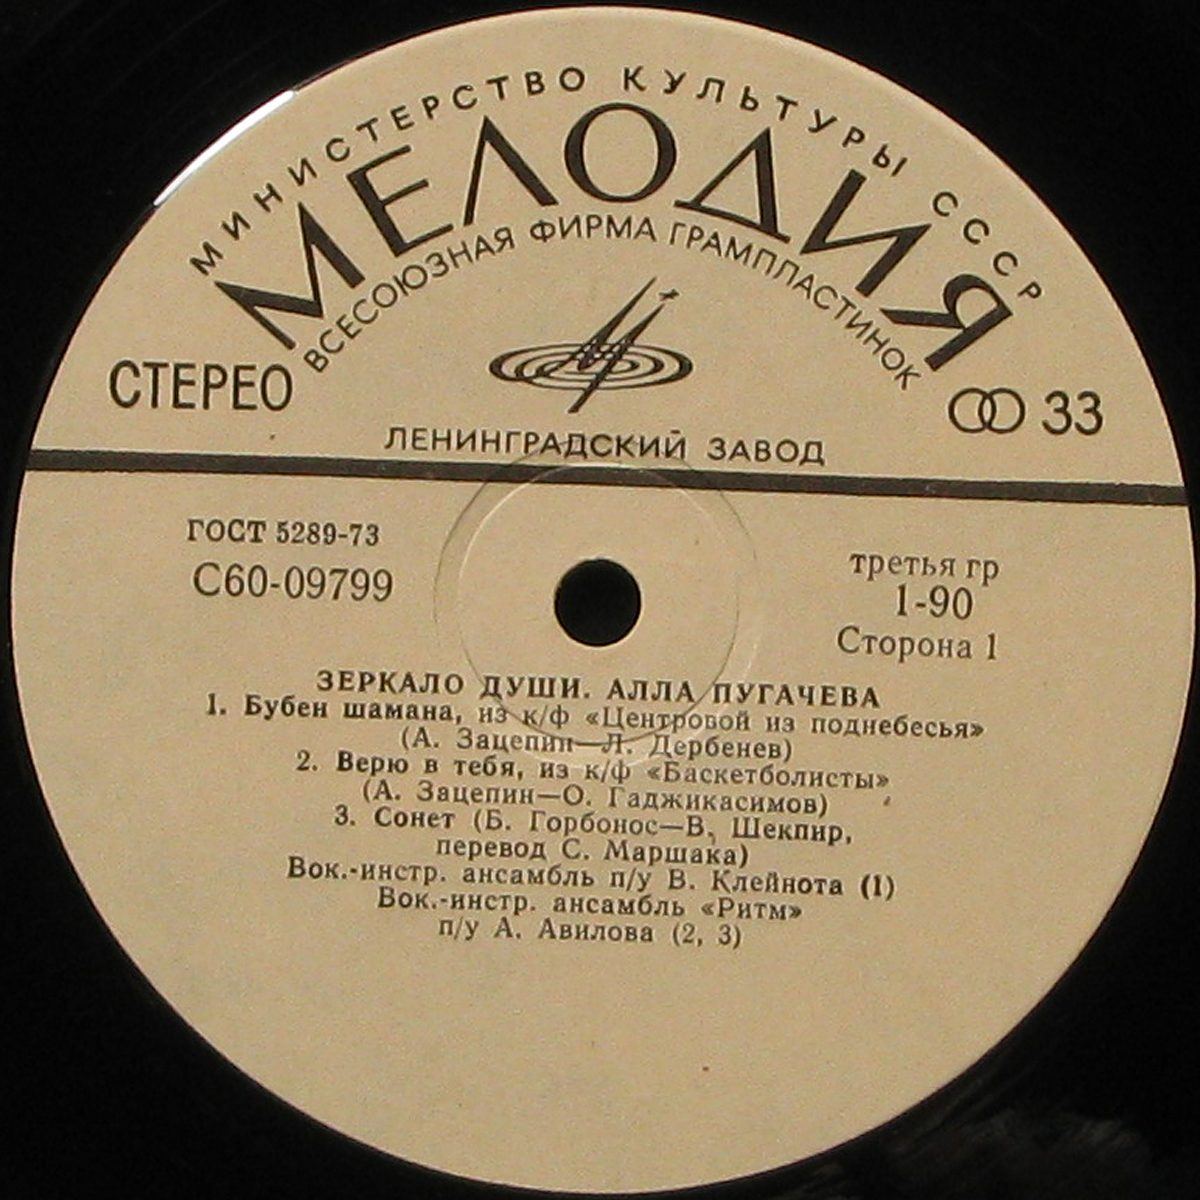 МИНИСТЕРСТВО КУЛЬТУРЫ СССР
МЕЛОДИЯ
ВСЕСОЮЗНАЯ ФИРМА ГРАМПЛАСТИНОК
СТЕРЕО
33
ЛЕНИНГРАДСКИЙ ЗАВОД
ГОСТ 5289-73
С60-09799
третья гр
1-90
Сторона 1
ЗЕРКАЛО ДУШИ. АЛЛА ПУГАЧЕВА
1. Бубен шамана, из к/ф «Центровой из поднебесья»
(А. Зацепин—Л. Дербенев)
2. Верю в тебя, из к/ф «Баскетболисты»
(А. Зацепин—О. Гаджикасимов)
3. Сонет (Б. Горбонос—В. Шекпир,
перевод С. Маршака)
Вок.-инстр. ансамбль п/у В. Клейнота (1)
Вок.-инстр. ансамбль «Ритм»
п/у А. Авилова (2, 3)